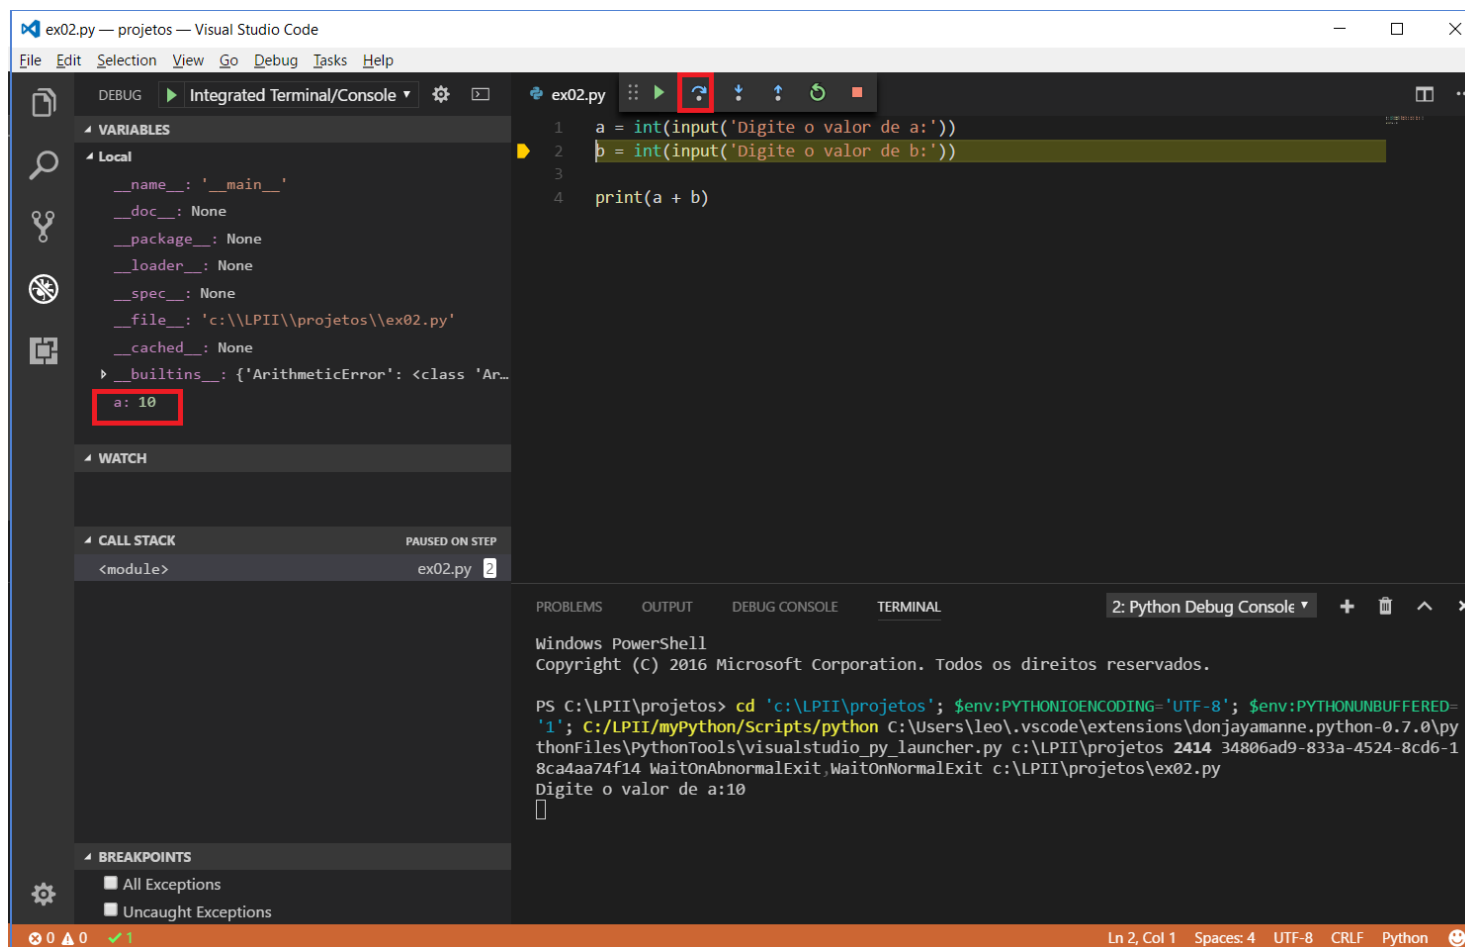 ex02.py — projetos — Visual Studio Code
File Edit Selection View Go Debug Tasks Help
DEBUG Integrated Terminal/Console
VARIABLES
Local
__name__: '__main__'
__doc__: None
__package__: None
__loader__: None
__spec__: None
__file__: 'c:\\LPII\\projetos\\ex02.py'
__cached__: None
__builtins__: {'ArithmeticError': <class 'Ar…
a: 10
WATCH
CALL STACK PAUSED ON STEP
<module> ex02.py 2
BREAKPOINTS
All Exceptions
Uncaught Exceptions
ex02.py
1 a = int(input('Digite o valor de a:'))
2 b = int(input('Digite o valor de b:'))
3
4 print(a + b)
PROBLEMS OUTPUT DEBUG CONSOLE TERMINAL 2: Python Debug Console
Windows PowerShell
Copyright (C) 2016 Microsoft Corporation. Todos os direitos reservados.
PS C:\LPII\projetos> cd 'c:\LPII\projetos'; $env:PYTHONIOENCODING='UTF-8'; $env:PYTHONUNBUFFERED=
'1'; C:/LPII/myPython/Scripts/python C:\Users\leo\.vscode\extensions\donjayamanne.python-0.7.0\py
thonFiles\PythonTools\visualstudio_py_launcher.py c:\LPII\projetos 2414 34806ad9-833a-4524-8cd6-1
8ca4aa74f14 WaitOnAbnormalExit,WaitOnNormalExit c:\LPII\projetos\ex02.py
Digite o valor de a:10
0 0 1 Ln 2, Col 1 Spaces: 4 UTF-8 CRLF Python